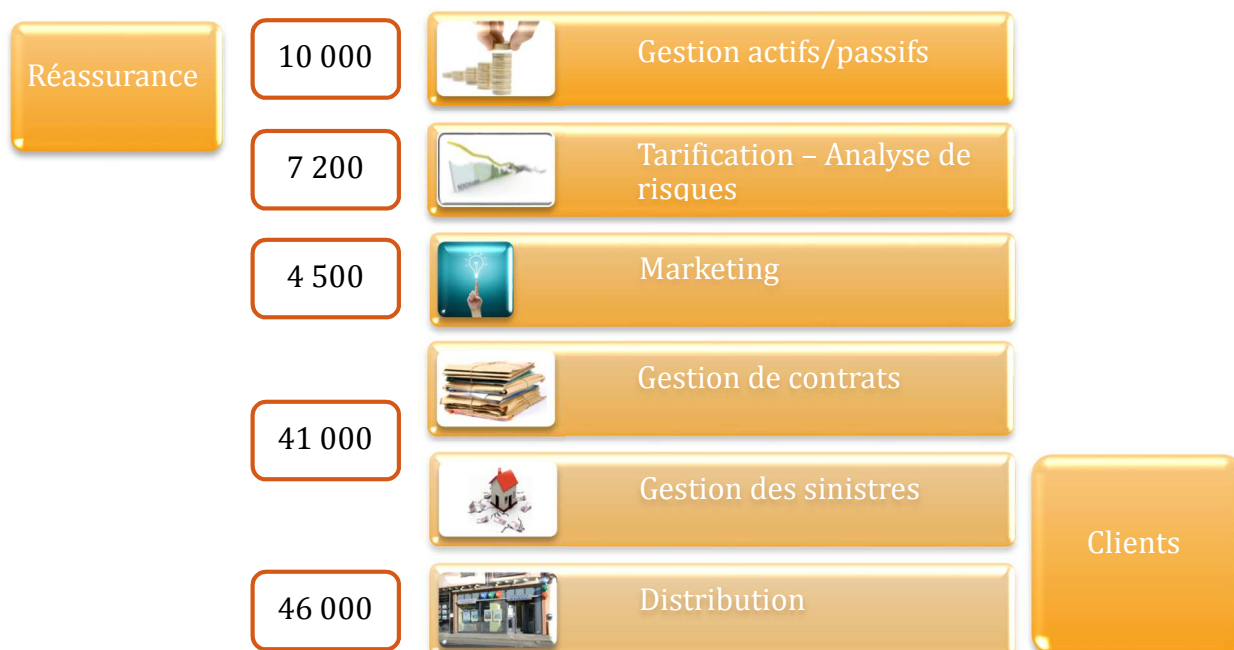 Réassurance
10 000
Gestion actifs/passifs
7 200
Tarification – Analyse de
risques
4 500
Marketing
Gestion de contrats
41 000
Gestion des sinistres
Clients
46 000
Distribution